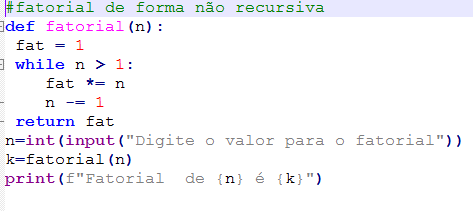 #fatorial de forma não recursiva
def fatorial(n):
 fat = 1
 while n > 1:
    fat *= n
    n -= 1
 return fat
n=int(input("Digite o valor para o fatorial"))
k=fatorial(n)
print(f"Fatorial  de {n} é {k}")